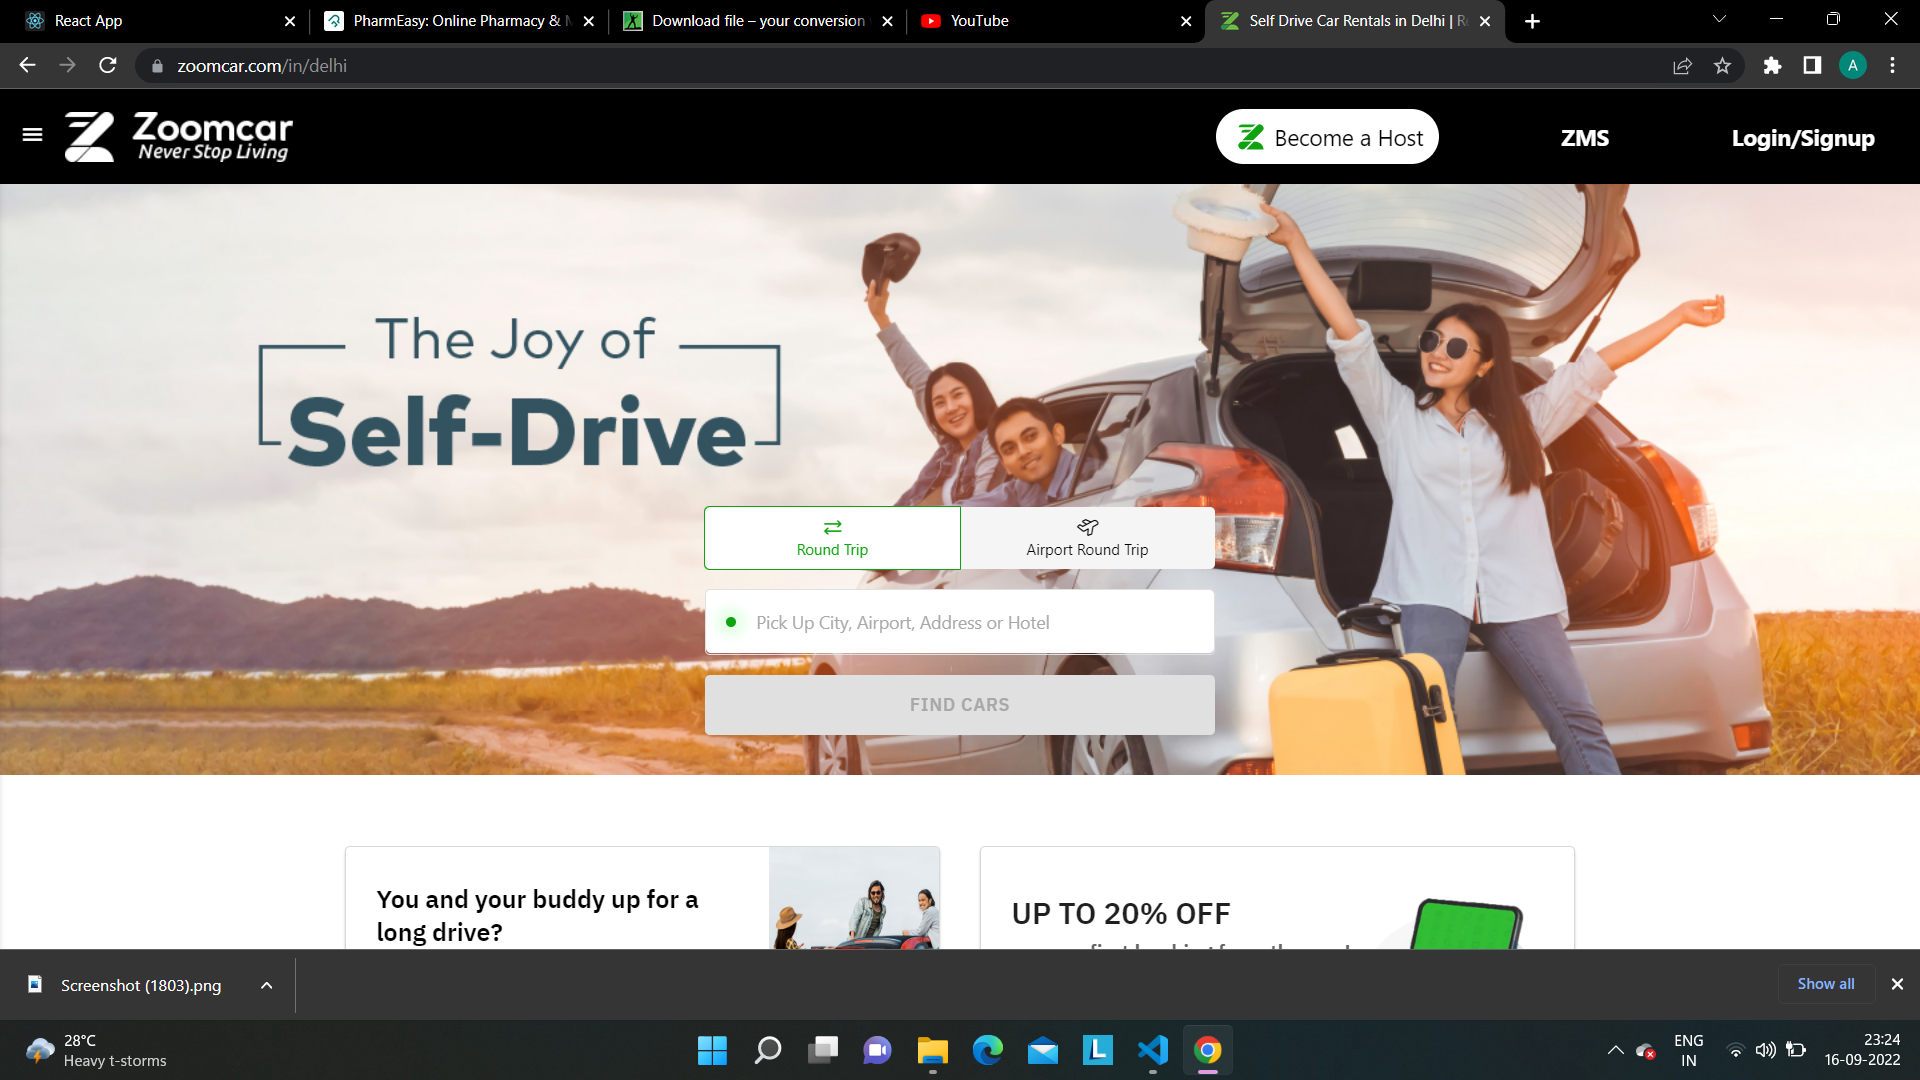 React App
PharmEasy: Online Pharmacy &
Download file – your conversion
YouTube
Self Drive Car Rentals in Delhi |
zoomcar.com/in/delhi
A
Zoomcar
Never Stop Living
Become a Host
ZMS
Login/Signup
The Joy of
Self-Drive
Round Trip
Airport Round Trip
Pick Up City, Airport, Address or Hotel
FIND CARS
You and your buddy up for a
long drive?
UP TO 20% OFF
Screenshot (1803).png
Show all
28°C
Heavy t-storms
L
ENG
IN
23:24
16-09-2022